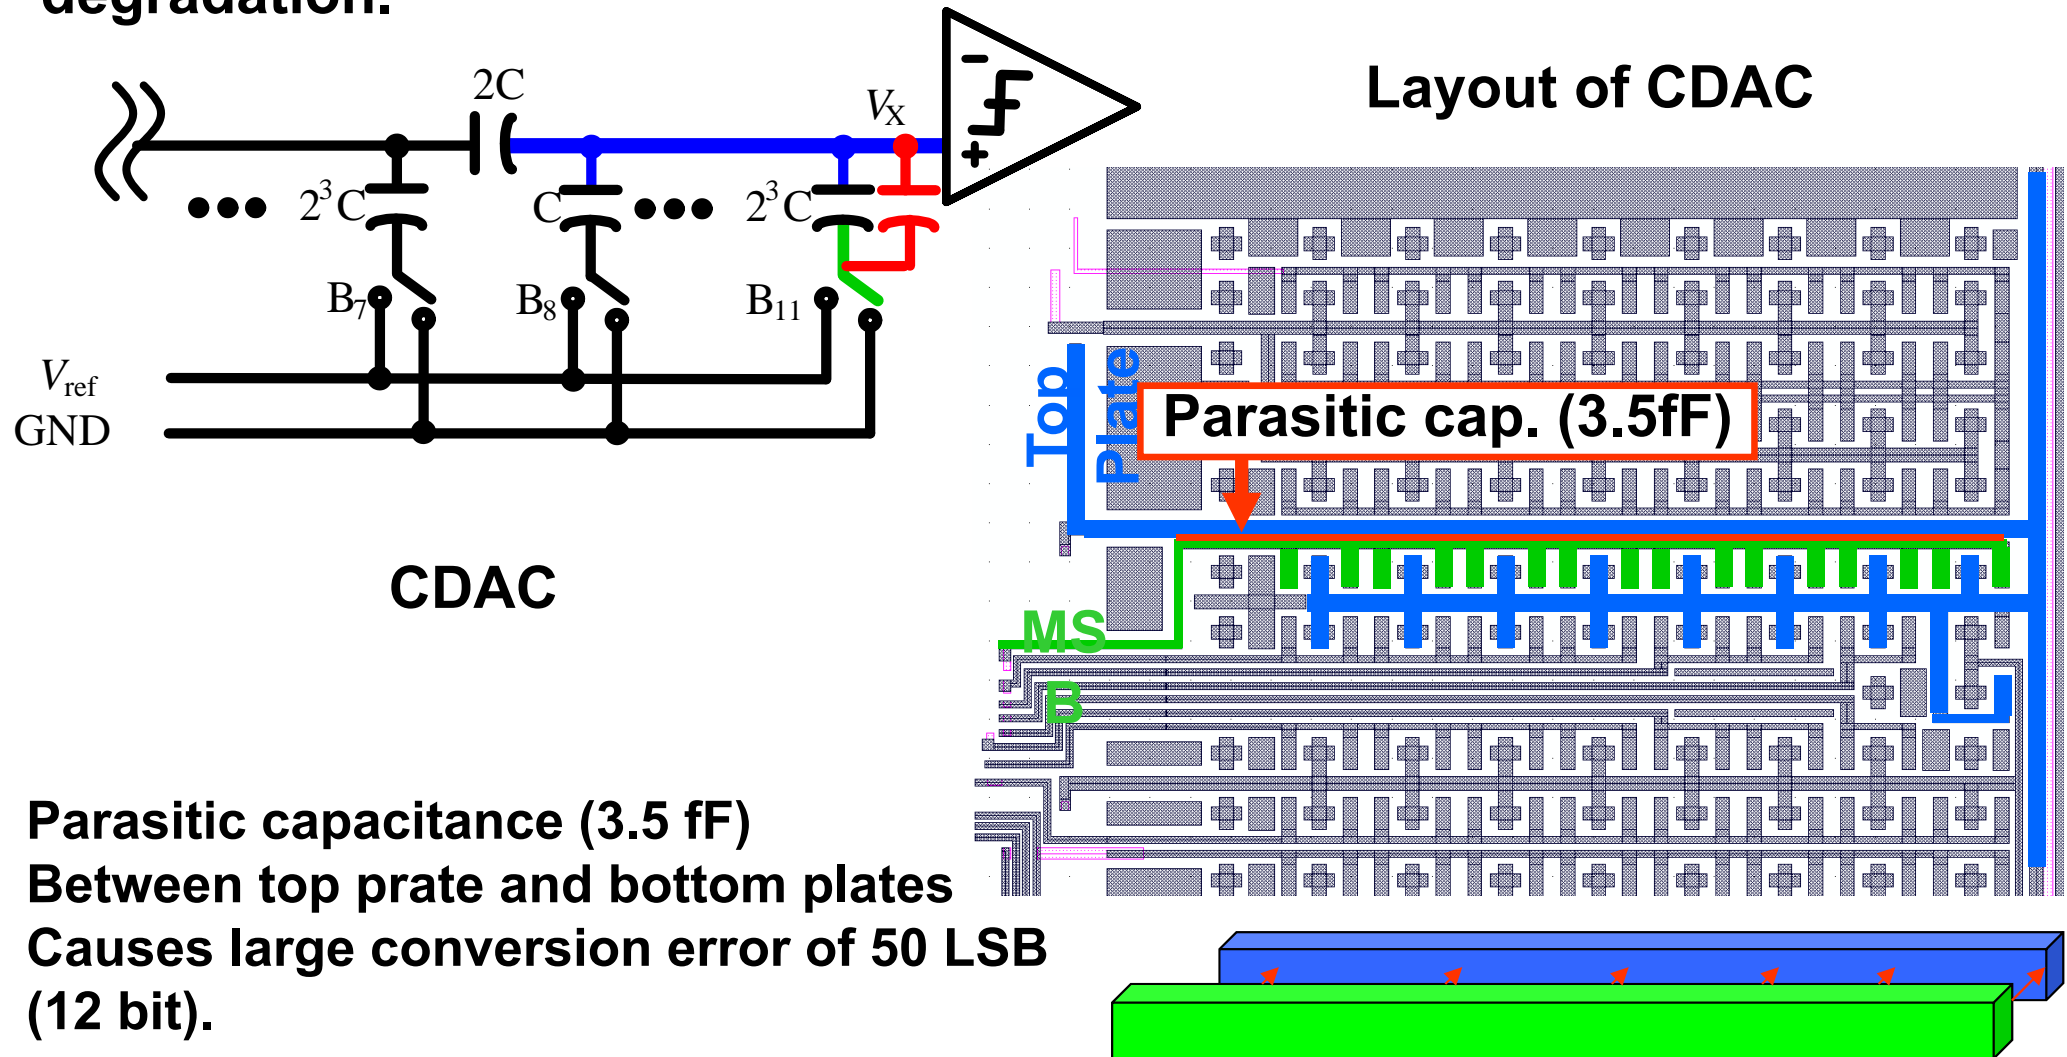 degradation.
2C
V_X
Layout of CDAC
2³C
C
2³C
B₇
B₈
B₁₁
V_ref
GND
Top
Plate
Parasitic cap. (3.5fF)
CDAC
MS
B
Parasitic capacitance (3.5 fF)
Between top prate and bottom plates
Causes large conversion error of 50 LSB
(12 bit).